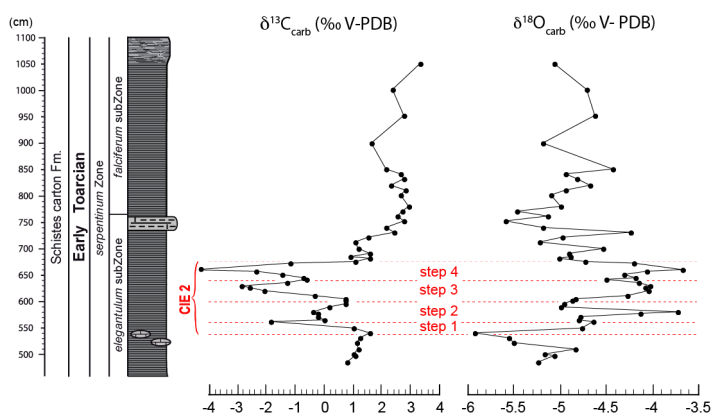 (cm)
δ¹³Ccarb (‰ V-PDB)
δ¹⁸Ocarb (‰ V- PDB)
1100
1050
1000
950
900
850
800
750
700
650
600
550
500
Schistes carton Fm.
Early Toarcian
serpentinum Zone
falciferum subZone
elegantulum subZone
CIE 2
step 4
step 3
step 2
step 1
-4 -3 -2 -1 0 1 2 3 4
-6 -5.5 -5 -4.5 -4 -3.5